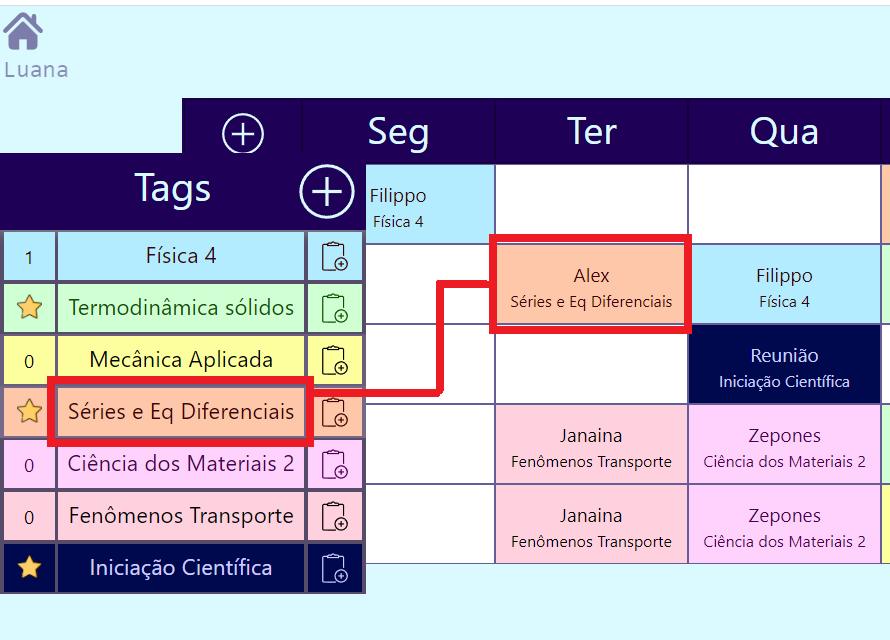 Luana
Seg Ter Qua
Tags
Filippo
Física 4
1 Física 4
Alex Filippo
Séries e Eq Diferenciais Física 4
Termodinâmica sólidos
0 Mecânica Aplicada
Reunião
Iniciação Científica
Séries e Eq Diferenciais
Janaina Zepones
0 Ciência dos Materiais 2 Fenômenos Transporte Ciência dos Materiais 2
0 Fenômenos Transporte Janaina Zepones
Fenômenos Transporte Ciência dos Materiais 2
Iniciação Científica